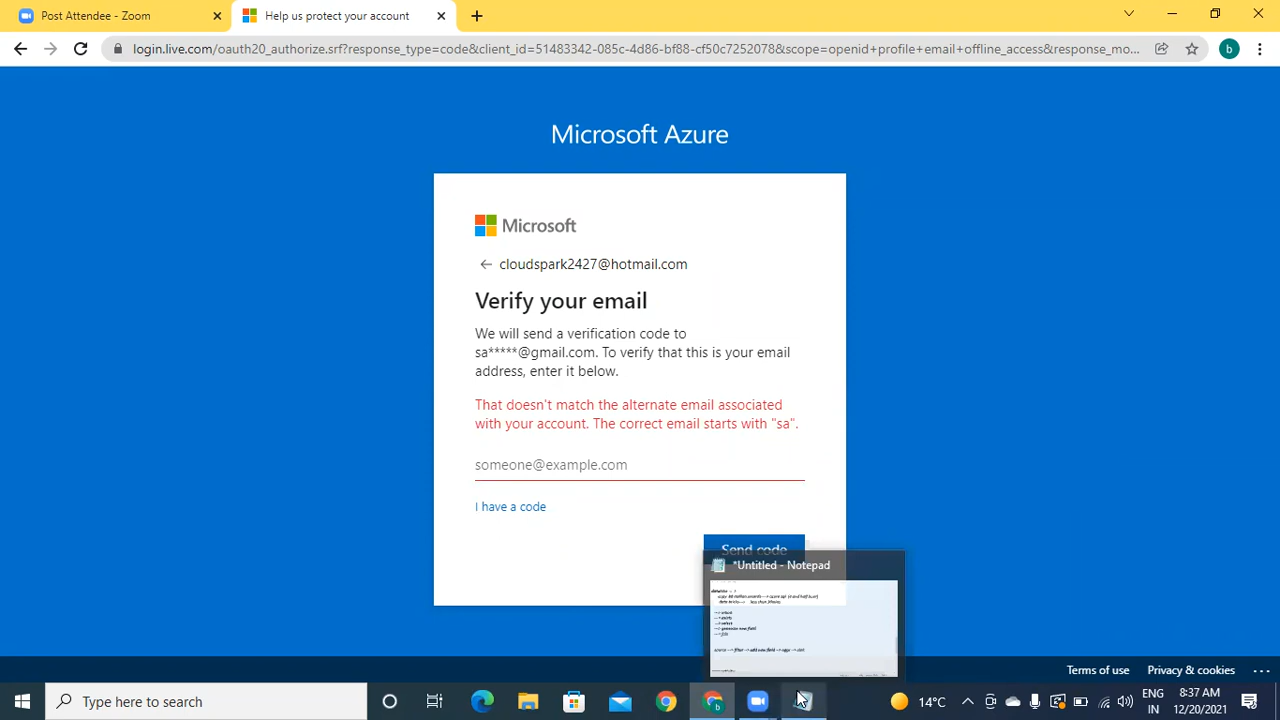 Post Attendee - Zoom
Help us protect your account
login.live.com/oauth20_authorize.srf?response_type=code&client_id=51483342-085c-4d86-bf88-cf50c7252078&scope=openid+profile+email+offline_access&response_mo...
b
Microsoft Azure
Microsoft
cloudspark2427@hotmail.com
Verify your email
We will send a verification code to
sa*****@gmail.com. To verify that this is your email
address, enter it below.
That doesn't match the alternate email associated
with your account. The correct email starts with "sa".
someone@example.com
I have a code
Send code
*Untitled - Notepad
Terms of use
Privacy & cookies
...
Type here to search
14°C
ENG
IN
8:37 AM
12/20/2021